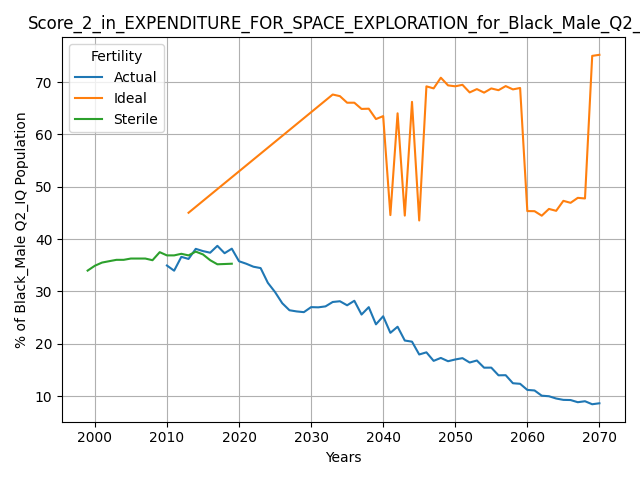 Score_2_in_EXPENDITURE_FOR_SPACE_EXPLORATION_for_Black_Male_Q2_
Fertility
Actual
Ideal
Sterile
% of Black_Male Q2_IQ Population
70
60
50
40
30
20
10
2000 2010 2020 2030 2040 2050 2060 2070
Years